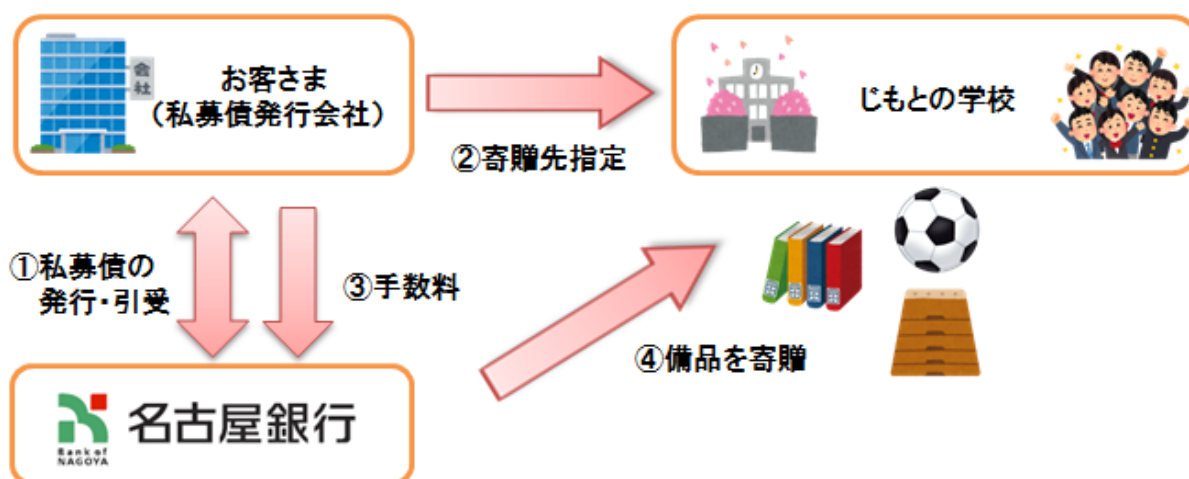 会社
お客さま
（私募債発行会社）
②寄贈先指定
じもとの学校
①私募債の
発行・引受
③手数料
④備品を寄贈
Bank of
NAGOYA
名古屋銀行